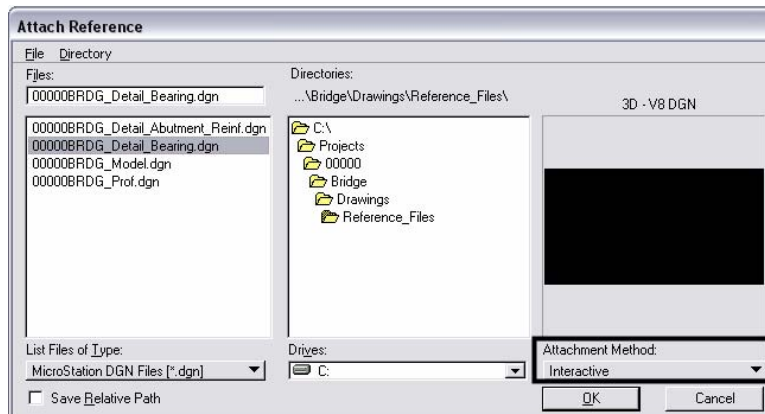 Attach Reference
File Directory
Files:
00000BRDG_Detail_Bearing.dgn
00000BRDG_Detail_Abutment_Reinf.dgn
00000BRDG_Detail_Bearing.dgn
00000BRDG_Model.dgn
00000BRDG_Prof.dgn
List Files of Type:
MicroStation DGN Files [*.dgn]
Save Relative Path
Directories:
...\Bridge\Drawings\Reference_Files\
C:\
Projects
00000
Bridge
Drawings
Reference_Files
Drives:
C:
3D - V8 DGN
Attachment Method:
Interactive
OK Cancel